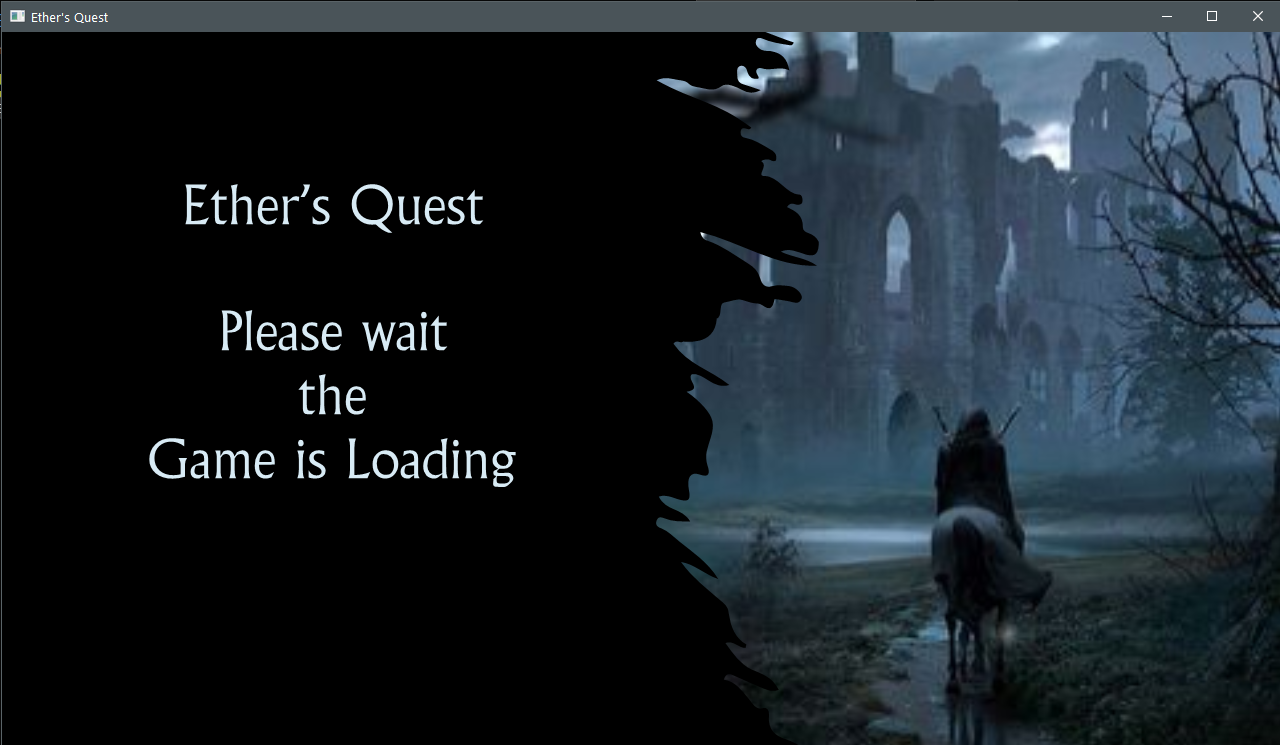 Ether's Quest
Ether’s Quest
Please wait
the
Game is Loading